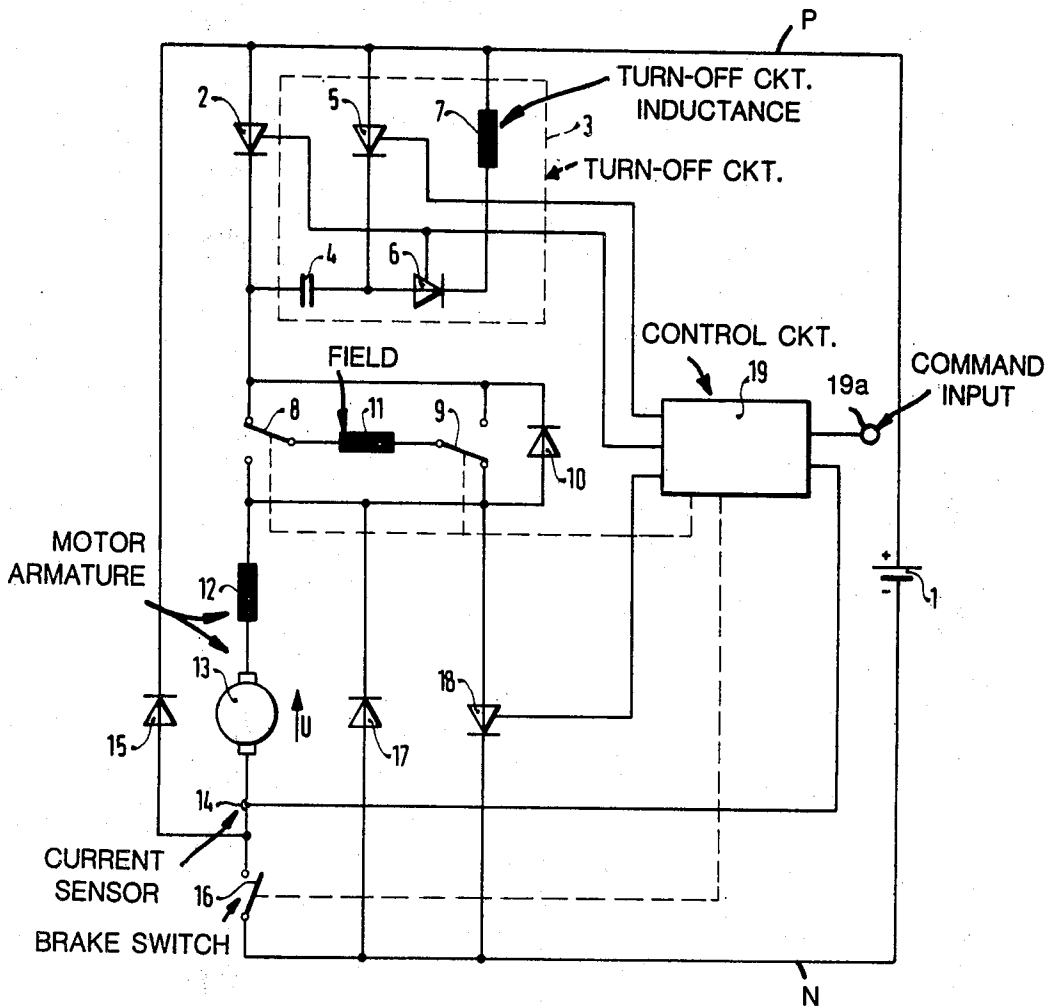 P
2
5
7
TURN-OFF CKT.
INDUCTANCE
3
TURN-OFF CKT.
4
6
CONTROL CKT.
FIELD
19
19a
COMMAND
INPUT
8
11
9
10
MOTOR
ARMATURE
12
+
-
1
13
U
18
15
17
14
CURRENT
SENSOR
16
BRAKE SWITCH
N